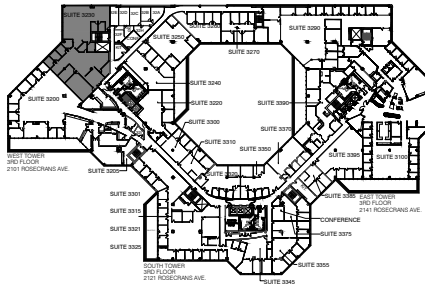 SUITE 3230
SUITE 3250
SUITE 3270
SUITE 3290
SUITE 3240
SUITE 3200
SUITE 3220
SUITE 3390
SUITE 3300
SUITE 3370
SUITE 3310
SUITE 3350
SUITE 3395
SUITE 3100
WEST TOWER
3RD FLOOR
2101 ROSECRANS AVE.
SUITE 3205
SUITE 3320
EAST TOWER
3RD FLOOR
2141 ROSECRANS AVE.
SUITE 3301
SUITE 3385
SUITE 3315
CONFERENCE
SUITE 3321
SUITE 3375
SUITE 3325
SOUTH TOWER
3RD FLOOR
2121 ROSECRANS AVE.
SUITE 3355
SUITE 3345